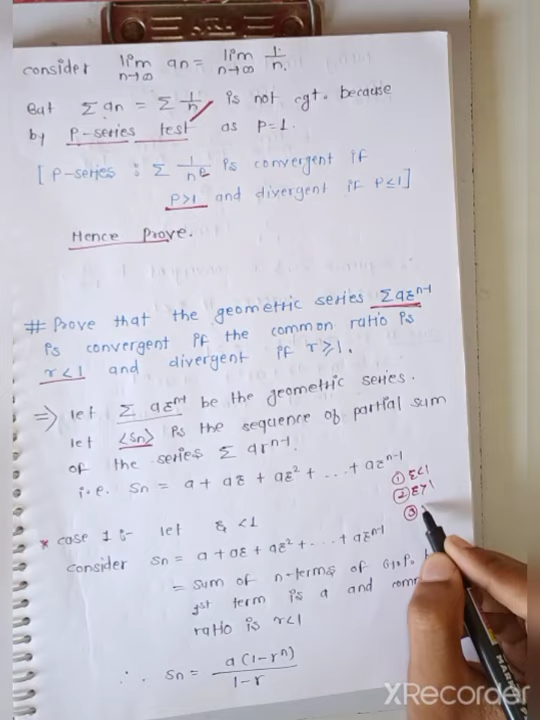 consider lim n→∞ an = lim n→∞ 1/n.
But Σ an = Σ 1/n is not cgt. because
by P-series test as P=1.
[ P-series : Σ 1/n^p is convergent if
P>1 and divergent if P≤1]
Hence Prove.
# Prove that the geometric series Σ ar^n-1
is convergent if the common ratio is
r<1 and divergent if r≥1.
⇒ let Σ ar^n-1 be the geometric series.
let <Sn> is the sequence of partial sum
of the series Σ ar^n-1.
i.e. Sn = a + ar + ar² + ... + ar^n-1
① r<1
② r>1
③
* case 1 :- let r <1
consider Sn = a + ar + ar² + ... + ar^n-1
= sum of n-terms of G.P.
1st term is a and comm
ratio is r<1
∴ Sn = a(1-r^n)/1-r
XRecorder